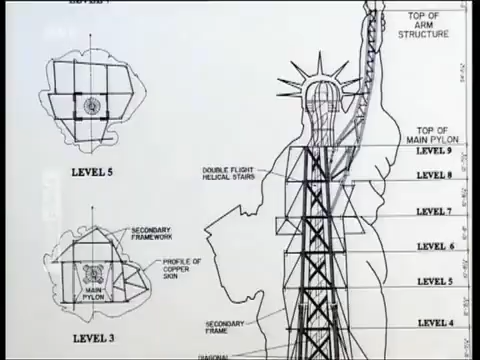 TOP OF
ARM
STRUCTURE
TOP OF
MAIN PYLON
LEVEL 9
LEVEL 8
LEVEL 7
LEVEL 6
LEVEL 5
LEVEL 4
DOUBLE FLIGHT
HELICAL STAIRS
SECONDARY
FRAME
DIAGONAL
LEVEL 5
SECONDARY
FRAMEWORK
PROFILE OF
COPPER
SKIN
MAIN
PYLON
LEVEL 3